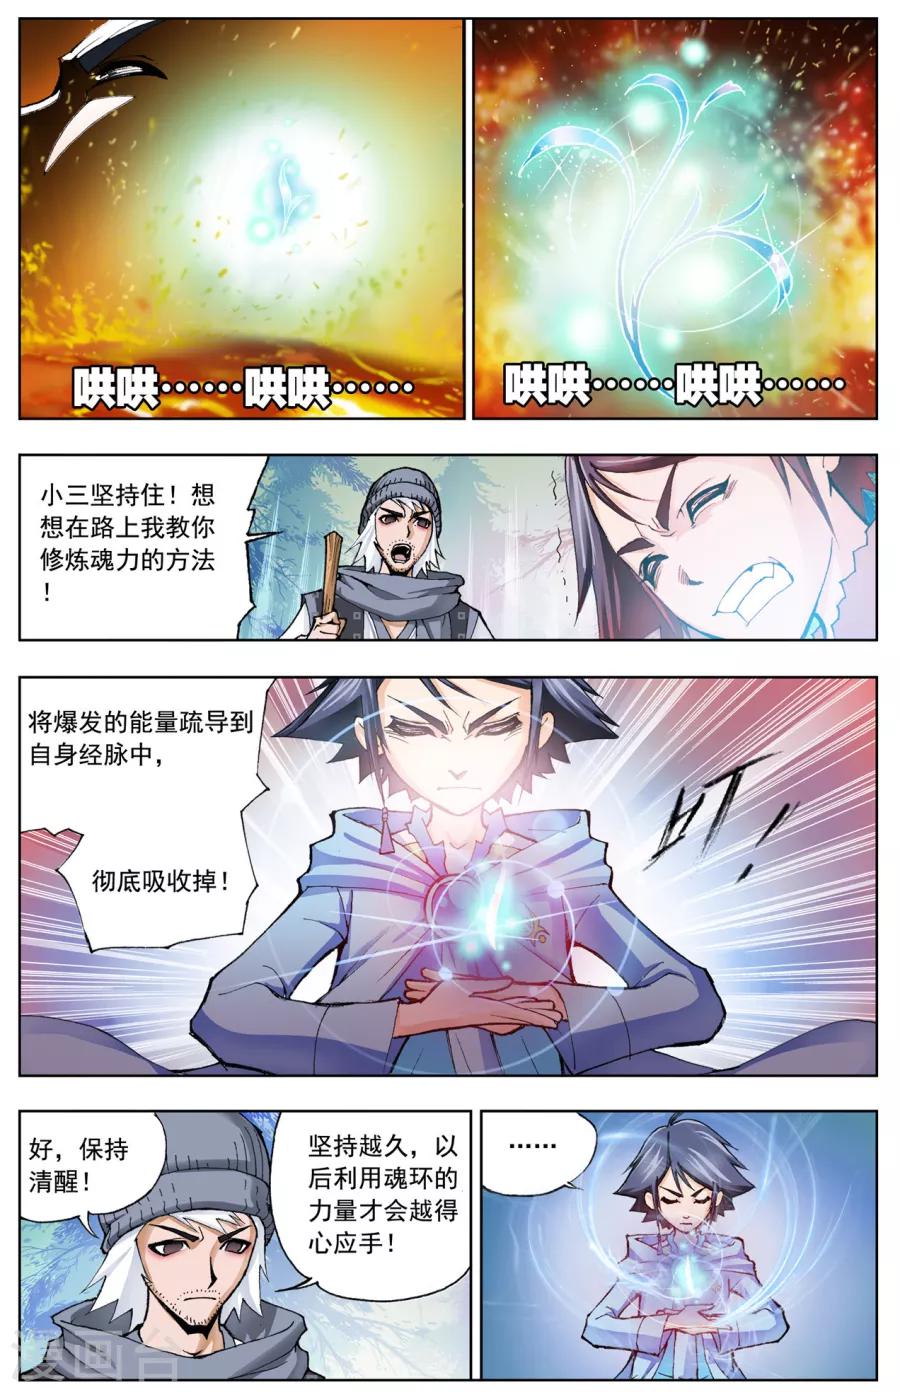 哄哄……哄哄……
哄哄……哄哄……
小三坚持住！想
想在路上我教你
修炼魂力的方法
！
将爆发的能量疏导到
自身经脉中，
彻底吸收掉！
叮！
好，保持
清醒！
坚持越久，以
后利用魂环的
力量才会越得
心应手！
……
漫画台